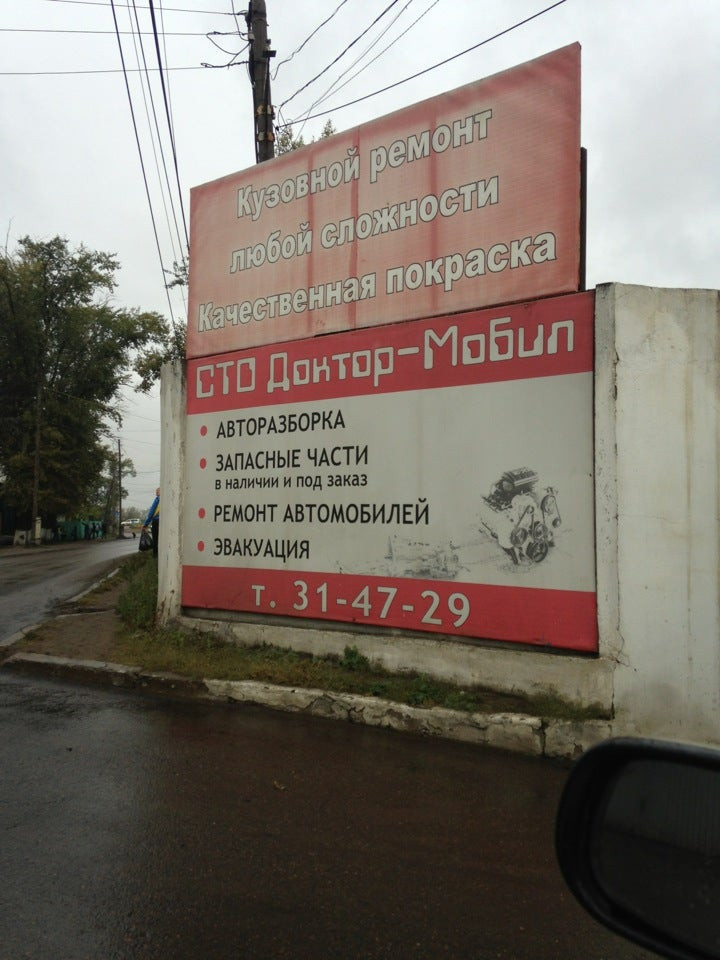 Кузовной ремонт
любой сложности
Качественная покраска
СТО Доктор-Мобил
• АВТОРАЗБОРКА
• ЗАПАСНЫЕ ЧАСТИ
в наличии и под заказ
• РЕМОНТ АВТОМОБИЛЕЙ
• ЭВАКУАЦИЯ
т. 31-47-29